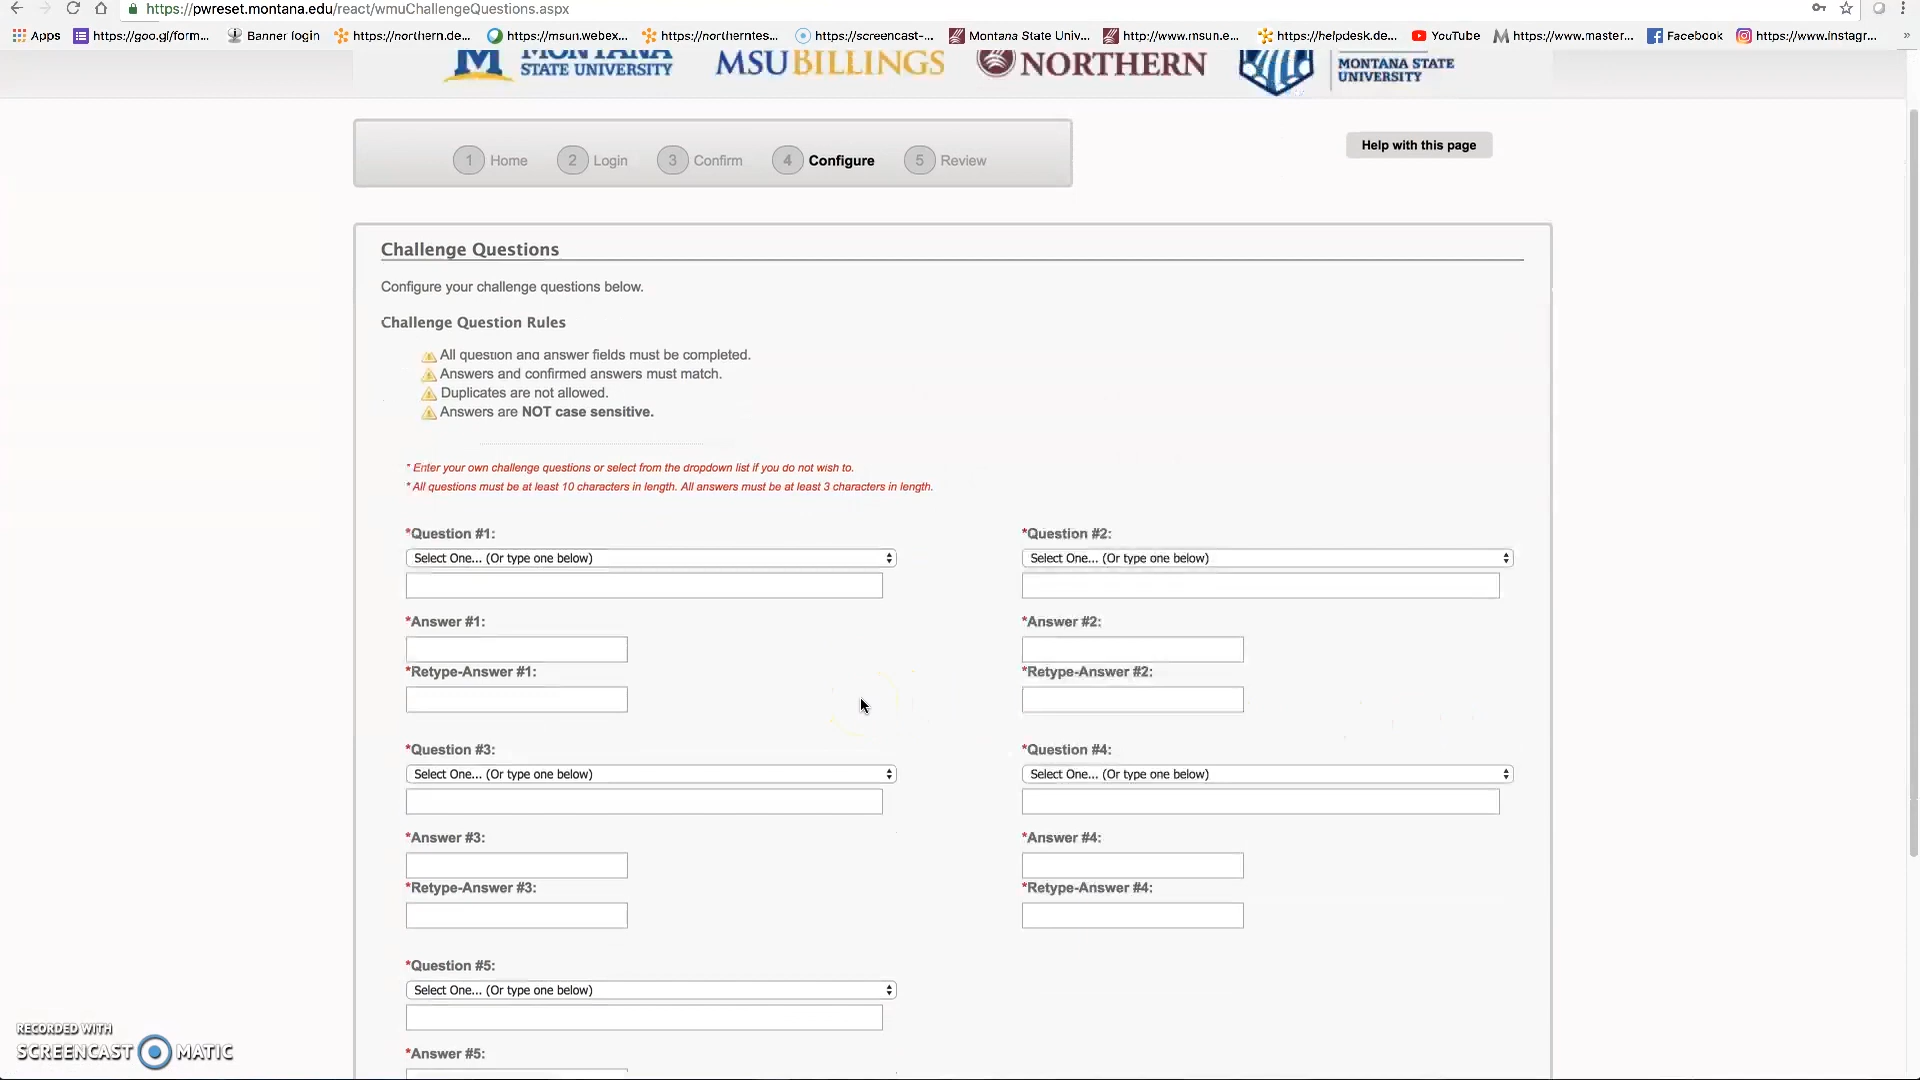 https://pwreset.montana.edu/react/wmuChallengeQuestions.aspx
Apps https://goo.gl/form... Banner login https://northern.de... https://msun.webex... https://northerntes... https://screencast-... Montana State Univ... http://www.msun.e... https://helpdesk.de... YouTube https://www.master... Facebook https://www.instagr... »
MONTANA
STATE UNIVERSITY
MSUBILLINGS
NORTHERN
MONTANA STATE
UNIVERSITY
1 Home 2 Login 3 Confirm 4 Configure 5 Review
Help with this page
Challenge Questions
Configure your challenge questions below.
Challenge Question Rules
All question and answer fields must be completed.
Answers and confirmed answers must match.
Duplicates are not allowed.
Answers are NOT case sensitive.
* Enter your own challenge questions or select from the dropdown list if you do not wish to.
* All questions must be at least 10 characters in length. All answers must be at least 3 characters in length.
*Question #1: *Question #2:
Select One... (Or type one below) Select One... (Or type one below)
*Answer #1: *Answer #2:
*Retype-Answer #1: *Retype-Answer #2:
*Question #3: *Question #4:
Select One... (Or type one below) Select One... (Or type one below)
*Answer #3: *Answer #4:
*Retype-Answer #3: *Retype-Answer #4:
*Question #5:
Select One... (Or type one below)
*Answer #5:
RECORDED WITH
SCREENCAST MATIC